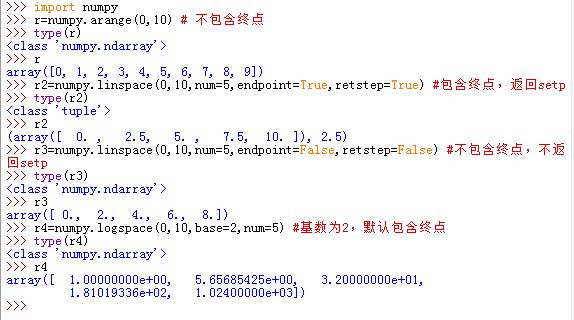 >>> import numpy
>>> r=numpy.arange(0,10) # 不包含终点
>>> type(r)
<class 'numpy.ndarray'>
>>> r
array([0, 1, 2, 3, 4, 5, 6, 7, 8, 9])
>>> r2=numpy.linspace(0,10,num=5,endpoint=True,retstep=True) #包含终点，返回setp
>>> type(r2)
<class 'tuple'>
>>> r2
(array([  0. ,   2.5,   5. ,   7.5,  10. ]), 2.5)
>>> r3=numpy.linspace(0,10,num=5,endpoint=False,retstep=False) #不包含终点，不返
回setp
>>> type(r3)
<class 'numpy.ndarray'>
>>> r3
array([ 0.,  2.,  4.,  6.,  8.])
>>> r4=numpy.logspace(0,10,base=2,num=5) #基数为2，默认包含终点
>>> type(r4)
<class 'numpy.ndarray'>
>>> r4
array([  1.00000000e+00,   5.65685425e+00,   3.20000000e+01,
         1.81019336e+02,   1.02400000e+03])
>>>